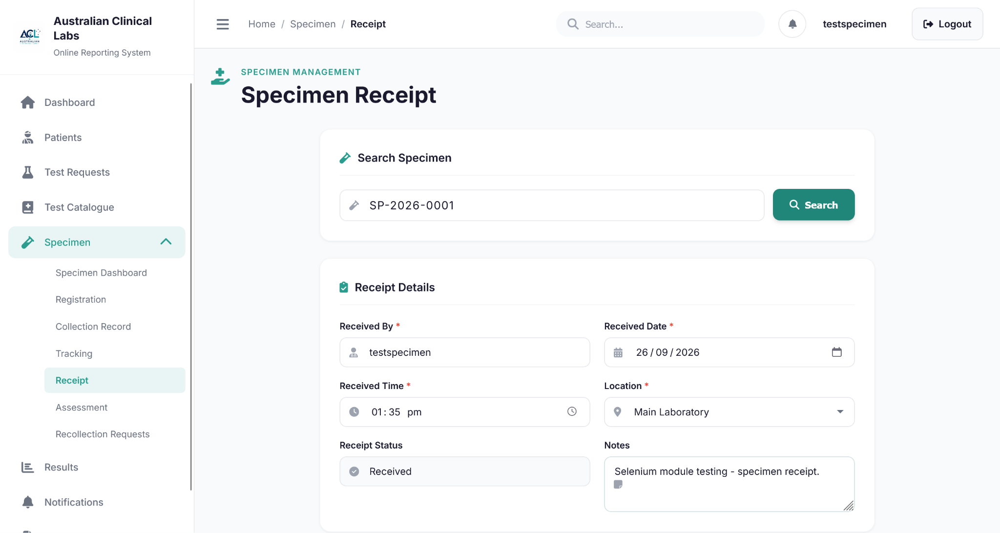 Australian Clinical
Labs
Online Reporting System
ACL
AUSTRALIAN
Home / Specimen / Receipt
Search...
testspecimen
Logout
Dashboard
Patients
Test Requests
Test Catalogue
Specimen
Specimen Dashboard
Registration
Collection Record
Tracking
Receipt
Assessment
Recollection Requests
Results
Notifications
SPECIMEN MANAGEMENT
Specimen Receipt
Search Specimen
SP-2026-0001
Search
Receipt Details
Received By *
testspecimen
Received Date *
26/09/2026
Received Time *
01:35 pm
Location *
Main Laboratory
Receipt Status
Received
Notes
Selenium module testing - specimen receipt.